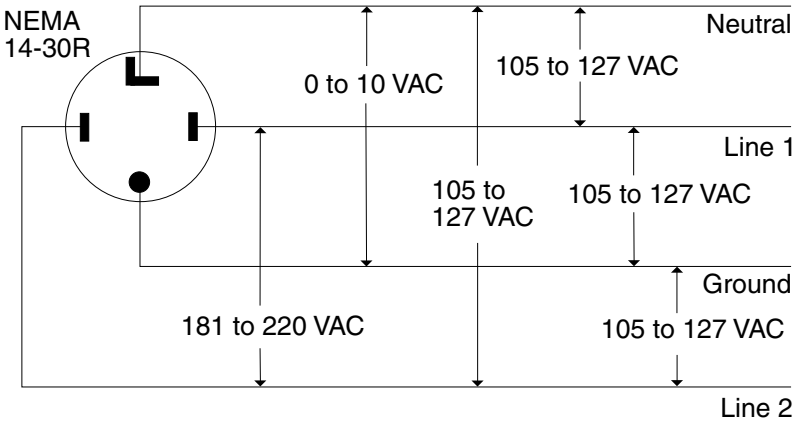 NEMA
14-30R
Neutral
0 to 10 VAC
105 to 127 VAC
Line 1
105 to
127 VAC
105 to 127 VAC
Ground
181 to 220 VAC
105 to 127 VAC
Line 2